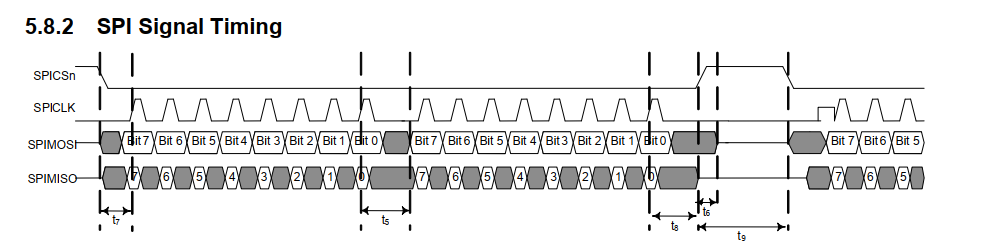 5.8.2 SPI Signal Timing
SPICSn
SPICLK
SPIMOSI Bit 7 Bit 6 Bit 5 Bit 4 Bit 3 Bit 2 Bit 1 Bit 0 Bit 7 Bit 6 Bit 5 Bit 4 Bit 3 Bit 2 Bit 1 Bit 0 Bit 7 Bit 6 Bit 5
SPIMISO 7 6 5 4 3 2 1 0 7 6 5 4 3 2 1 0 7 6 5
t7 t5 t8 t6 t9